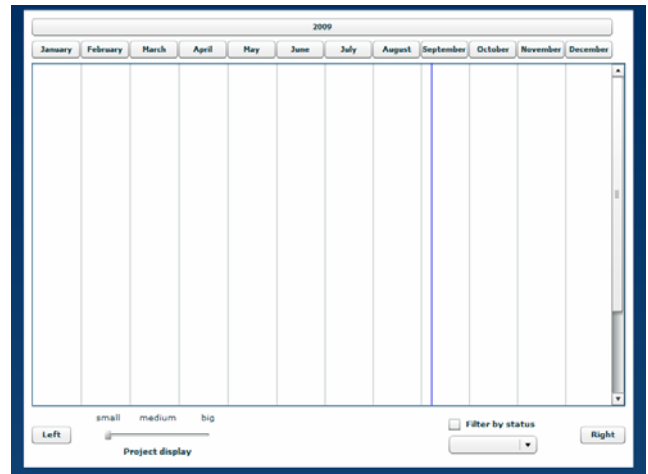 2009
January February March April May June July August September October November December
small medium big
Filter by status
Left Right
Project display